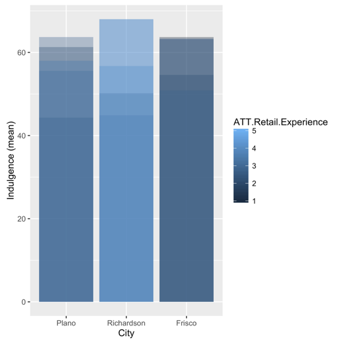 Indulgence (mean)
60
40
20
0
Plano Richardson Frisco
City
ATT.Retail.Experience
5
4
3
2
1